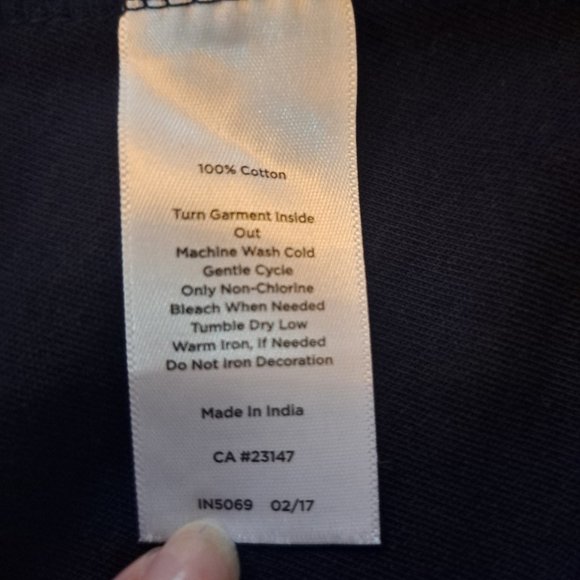 100% Cotton
Turn Garment Inside
Out
Machine Wash Cold
Gentle Cycle
Only Non-Chlorine
Bleach When Needed
Tumble Dry Low
Warm Iron, if Needed
Do Not Iron Decoration
Made In India
CA #23147
IN5069 02/17